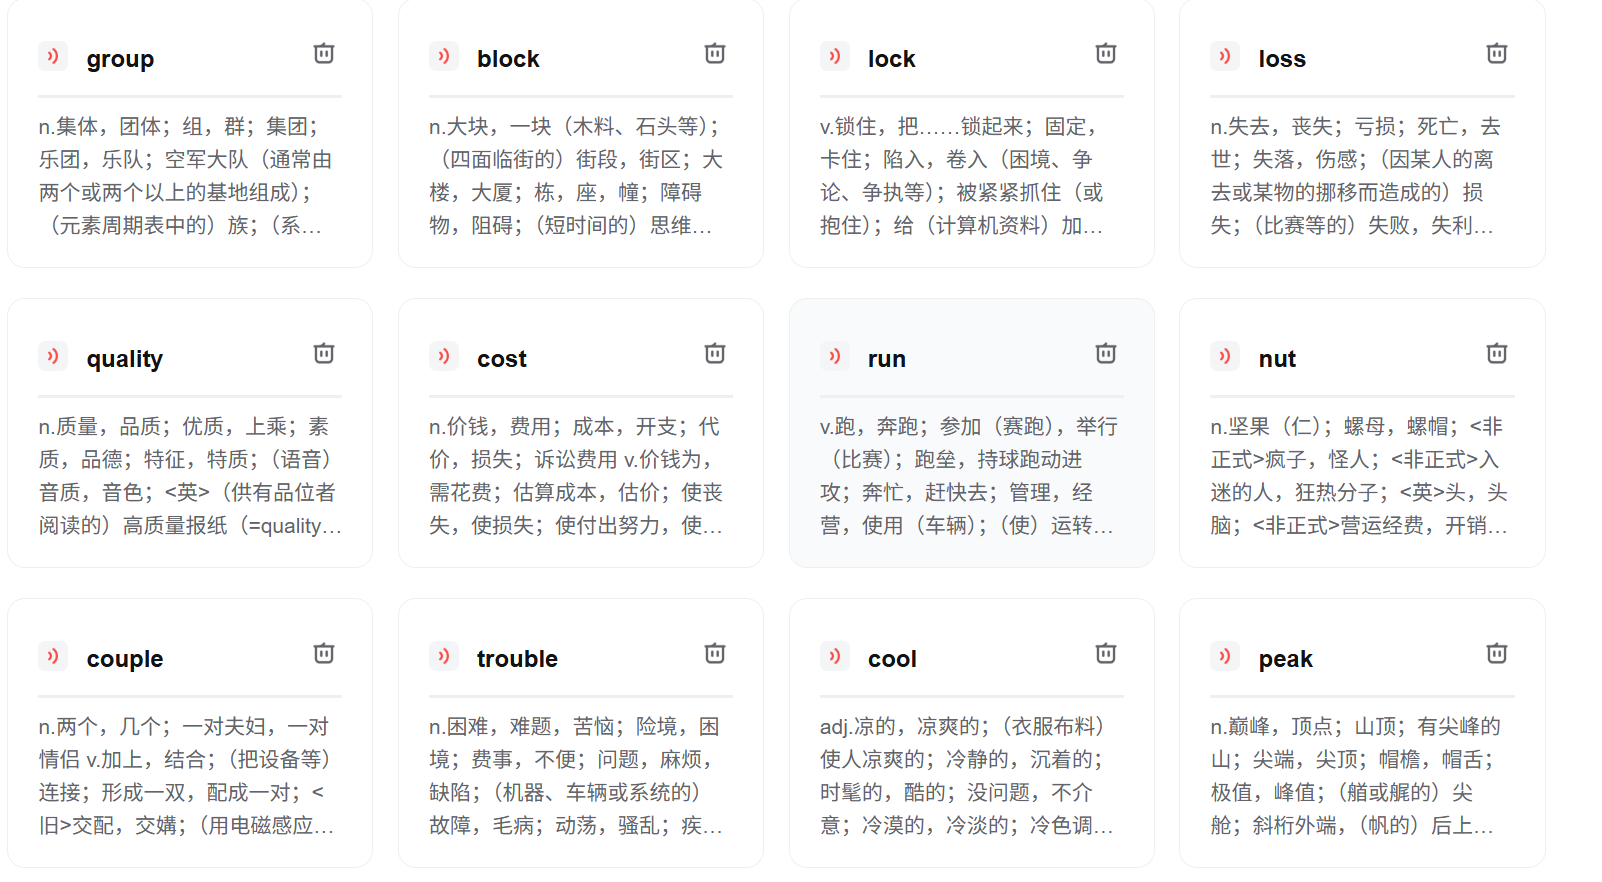 group
n.集体，团体；组，群；集团；
乐团，乐队；空军大队（通常由
两个或两个以上的基地组成）；
（元素周期表中的）族；（系…
block
n.大块，一块（木料、石头等）；
（四面临街的）街段，街区；大
楼，大厦；栋，座，幢；障碍
物，阻碍；（短时间的）思维…
lock
v.锁住，把……锁起来；固定，
卡住；陷入，卷入（困境、争
论、争执等）；被紧紧抓住（或
抱住）；给（计算机资料）加…
loss
n.失去，丧失；亏损；死亡，去
世；失落，伤感；（因某人的离
去或某物的挪移而造成的）损
失；（比赛等的）失败，失利…
quality
n.质量，品质；优质，上乘；素
质，品德；特征，特质；（语音）
音质，音色；<英>（供有品位者
阅读的）高质量报纸（=quality…
cost
n.价钱，费用；成本，开支；代
价，损失；诉讼费用 v.价钱为，
需花费；估算成本，估价；使丧
失，使损失；使付出努力，使…
run
v.跑，奔跑；参加（赛跑），举行
（比赛）；跑垒，持球跑动进
攻；奔忙，赶快去；管理，经
营，使用（车辆）；（使）运转…
nut
n.坚果（仁）；螺母，螺帽；<非
正式>疯子，怪人；<非正式>入
迷的人，狂热分子；<英>头，头
脑；<非正式>营运经费，开销…
couple
n.两个，几个；一对夫妇，一对
情侣 v.加上，结合；（把设备等）
连接；形成一双，配成一对；<
旧>交配，交媾；（用电磁感应…
trouble
n.困难，难题，苦恼；险境，困
境；费事，不便；问题，麻烦，
缺陷；（机器、车辆或系统的）
故障，毛病；动荡，骚乱；疾…
cool
adj.凉的，凉爽的；（衣服布料）
使人凉爽的；冷静的，沉着的；
时髦的，酷的；没问题，不介
意；冷漠的，冷淡的；冷色调…
peak
n.巅峰，顶点；山顶；有尖峰的
山；尖端，尖顶；帽檐，帽舌；
极值，峰值；（艏或艉的）尖
舱；斜桁外端，（帆的）后上…